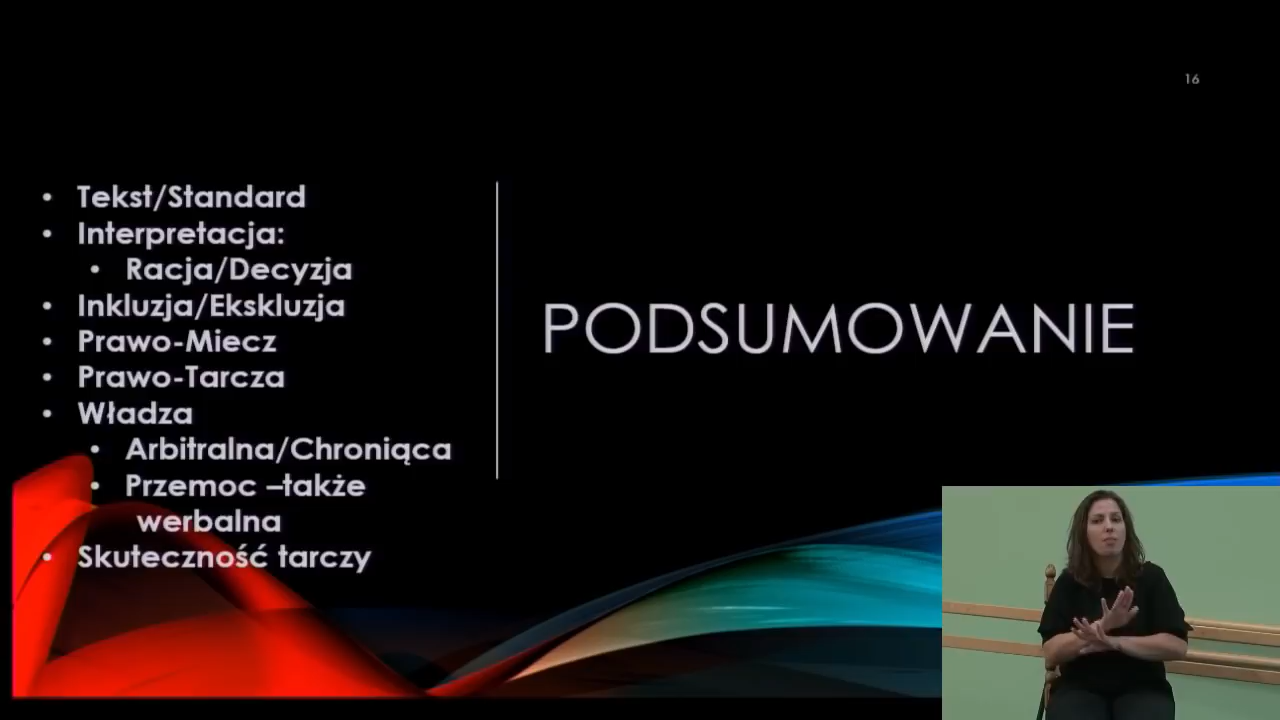 16
• Tekst/Standard
• Interpretacja:
• Racja/Decyzja
• Inkluzja/Ekskluzja
• Prawo-Miecz
• Prawo-Tarcza
• Władza
• Arbitralna/Chroniąca
• Przemoc –także
werbalna
• Skuteczność tarczy
PODSUMOWANIE